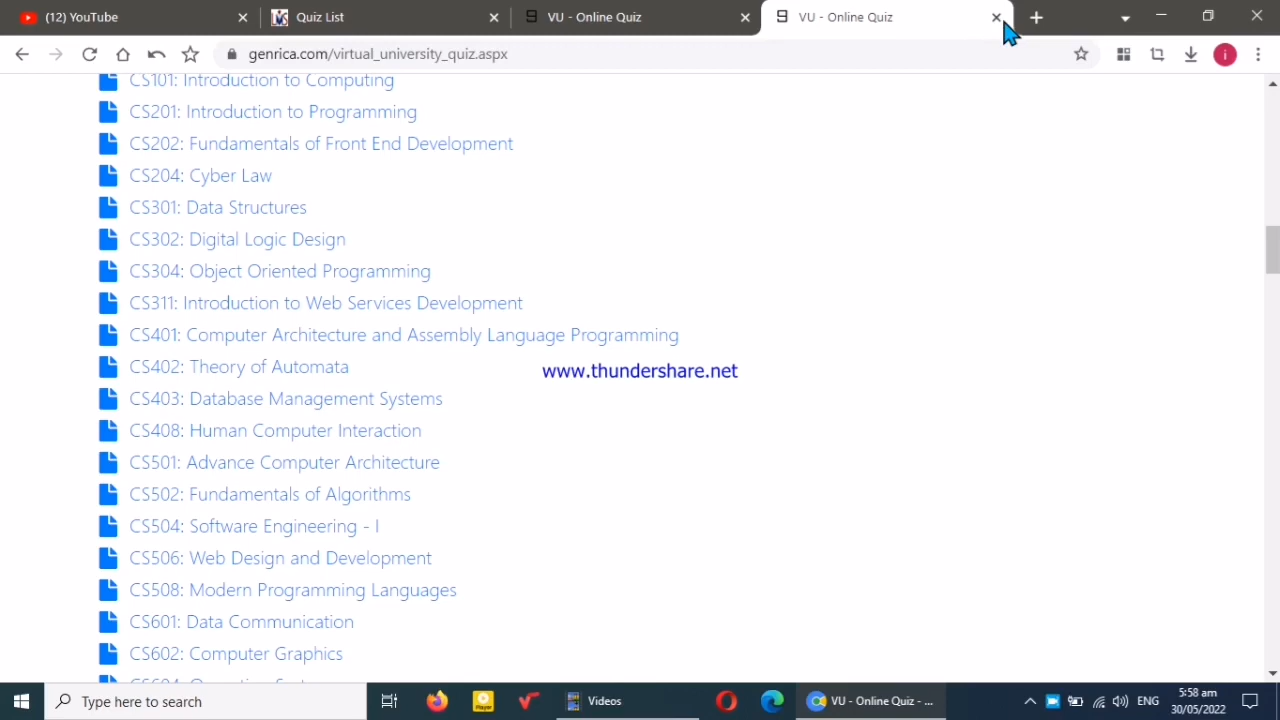 (12) YouTube
Quiz List
VU - Online Quiz
VU - Online Quiz
genrica.com/virtual_university_quiz.aspx
i
CS101: Introduction to Computing
CS201: Introduction to Programming
CS202: Fundamentals of Front End Development
CS204: Cyber Law
CS301: Data Structures
CS302: Digital Logic Design
CS304: Object Oriented Programming
CS311: Introduction to Web Services Development
CS401: Computer Architecture and Assembly Language Programming
CS402: Theory of Automata
www.thundershare.net
CS403: Database Management Systems
CS408: Human Computer Interaction
CS501: Advance Computer Architecture
CS502: Fundamentals of Algorithms
CS504: Software Engineering - I
CS506: Web Design and Development
CS508: Modern Programming Languages
CS601: Data Communication
CS602: Computer Graphics
Type here to search
Player
Videos
VU - Online Quiz - ...
ENG
5:58 am
30/05/2022